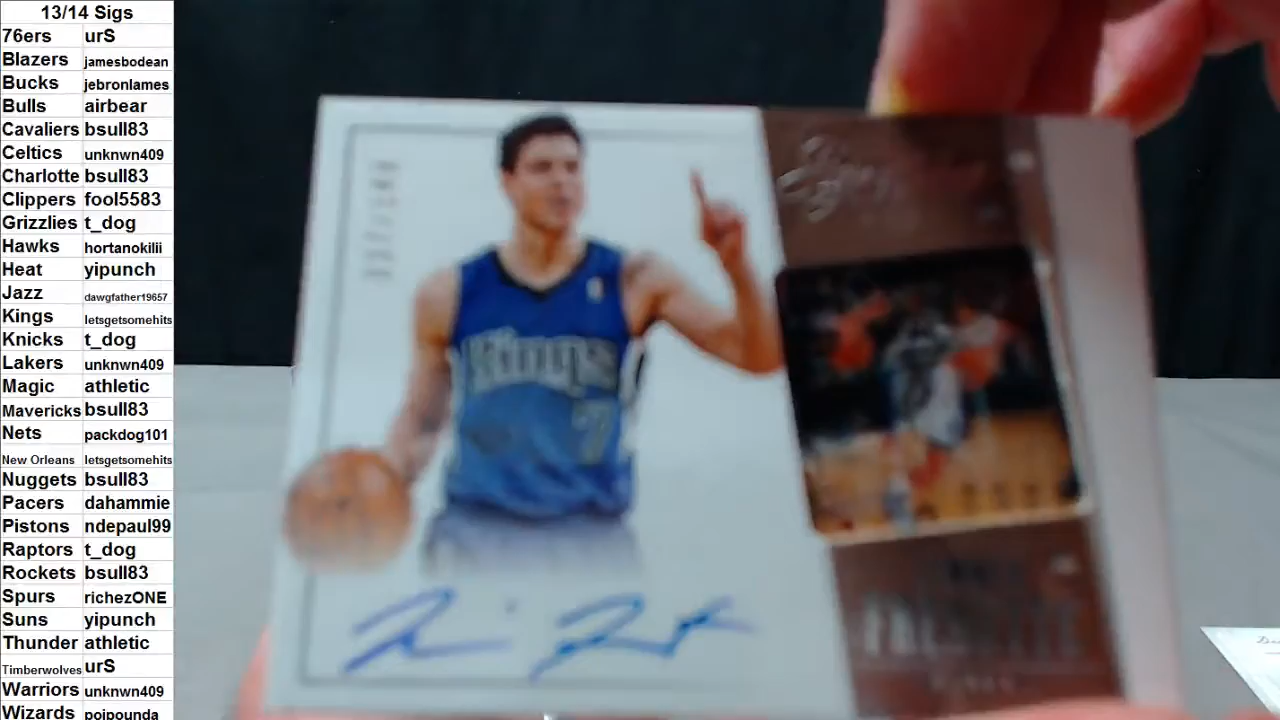 13/14 Sigs
76ers urS
Blazers jamesbodean
Bucks jebronlames
Bulls airbear
Cavaliers bsull83
Celtics unknwn409
Charlotte bsull83
Clippers fool5583
Grizzlies t_dog
Hawks hortanokilii
Heat yipunch
Jazz dawgfather19657
Kings letsgetsomehits
Knicks t_dog
Lakers unknwn409
Magic athletic
Mavericks bsull83
Nets packdog101
New Orleans letsgetsomehits
Nuggets bsull83
Pacers dahammie
Pistons ndepaul99
Raptors t_dog
Rockets bsull83
Spurs richezONE
Suns yipunch
Thunder athletic
Timberwolves urS
Warriors unknwn409
Wizards poipounda
Kings
7